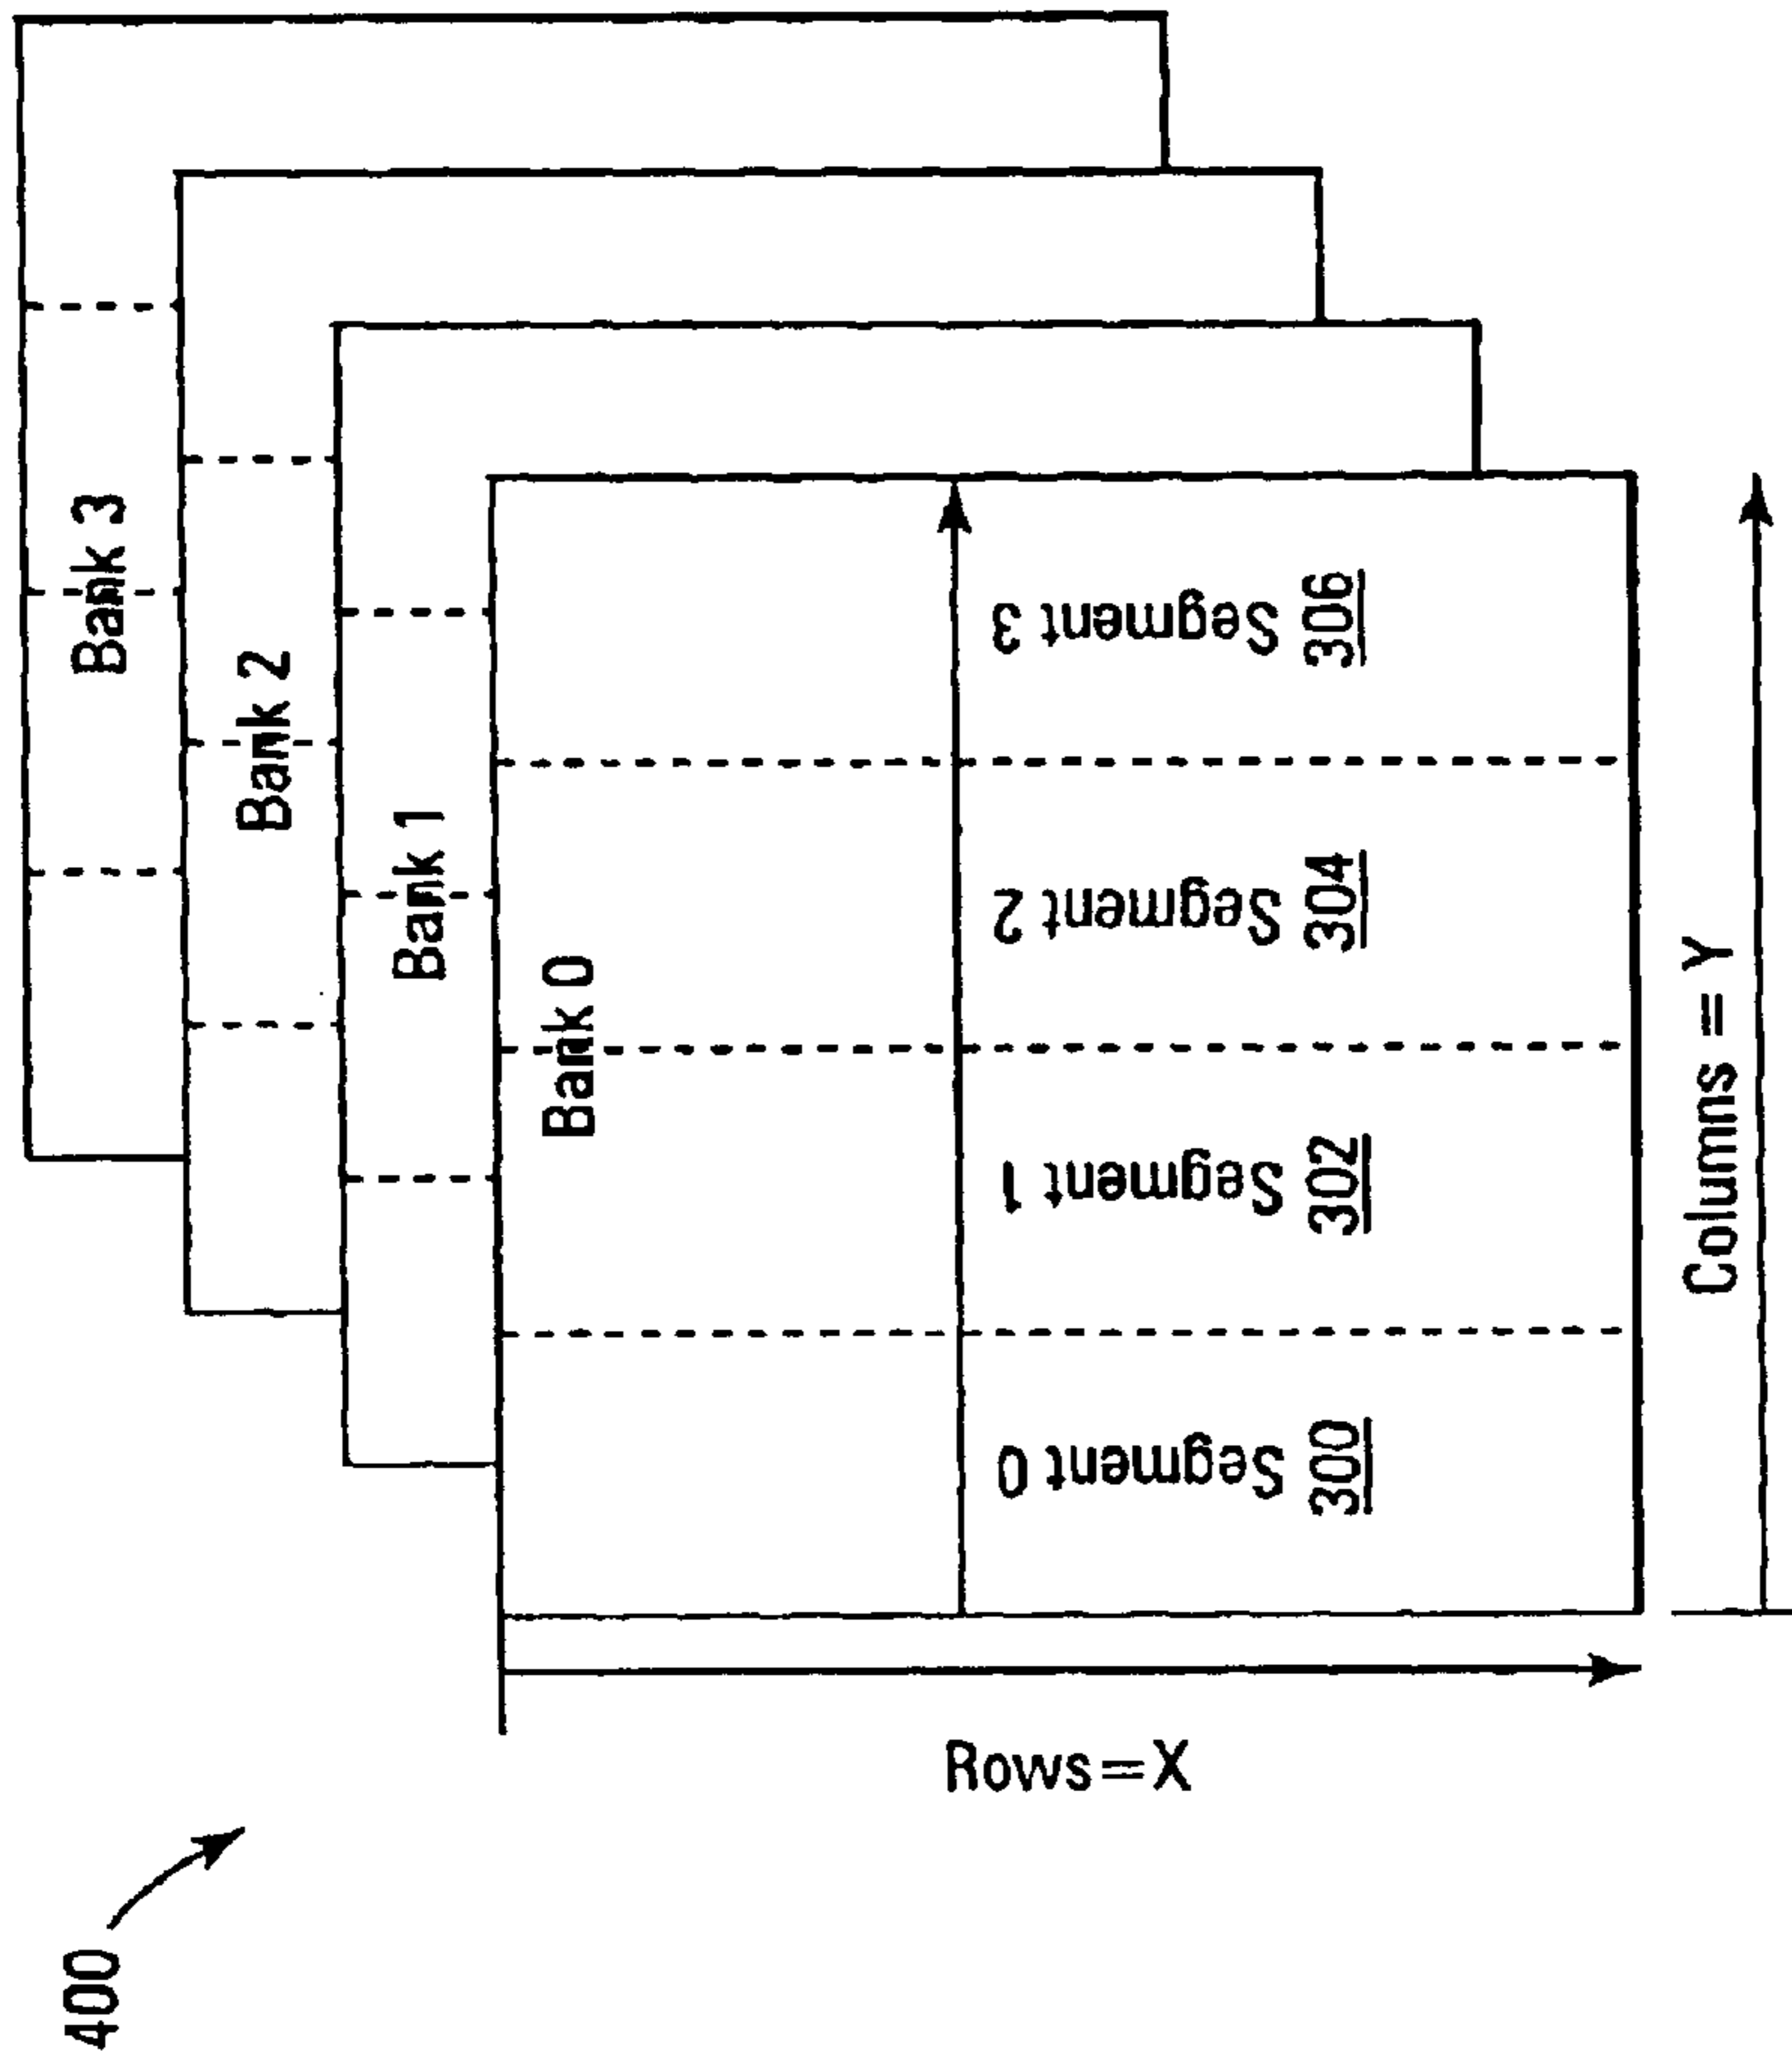 400
Bank 3
Bank 2
Bank 1
Bank 0
Rows=X
Segment 0
300
Segment 1
302
Segment 2
304
Segment 3
306
Columns = Y